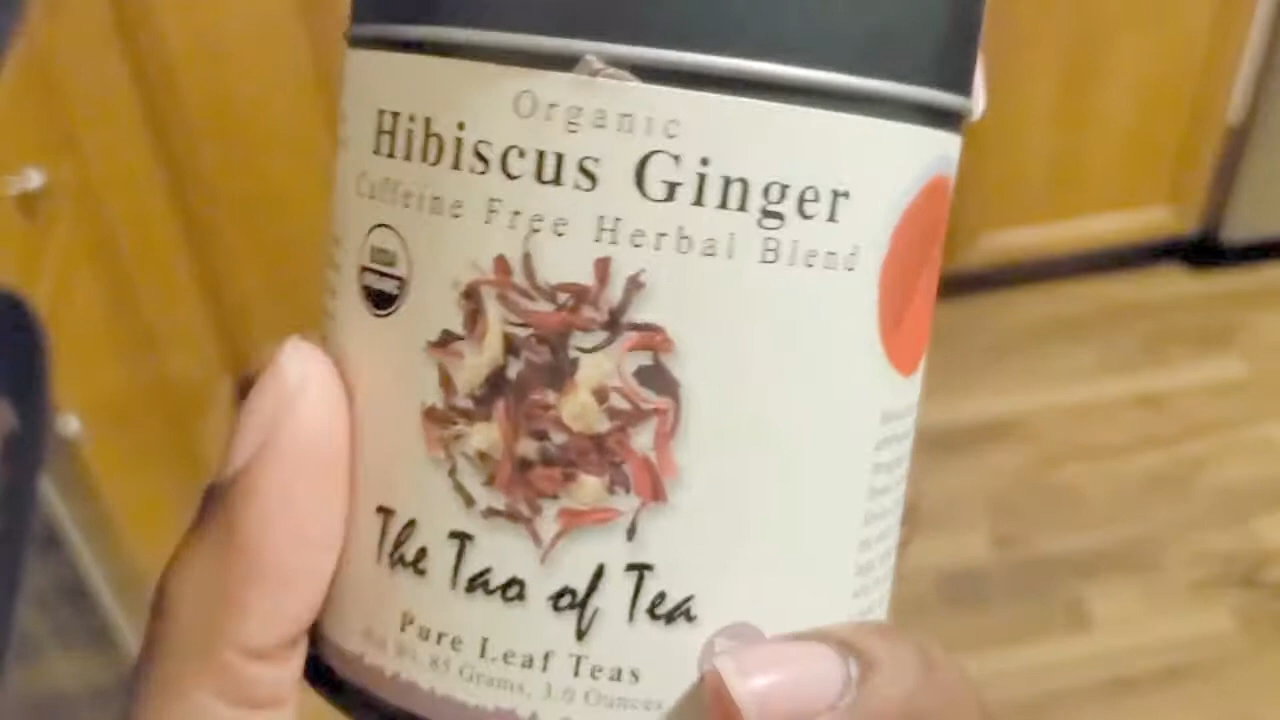 Organic
Hibiscus Ginger
Caffeine Free Herbal Blend
USDA
The Tao of Tea
Pure Leaf Teas
85 Grams, 3.0 Ounces